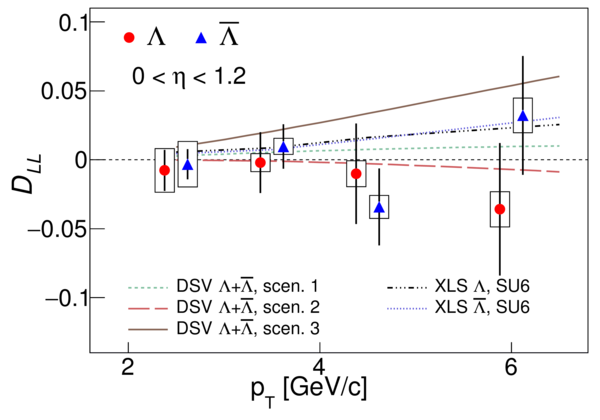 0.1
Λ Λ̅
0 < η < 1.2
0.05
0
−0.05
−0.1
D_LL
DSV Λ+Λ̅, scen. 1
DSV Λ+Λ̅, scen. 2
DSV Λ+Λ̅, scen. 3
XLS Λ, SU6
XLS Λ̅, SU6
2 4 6
p_T [GeV/c]